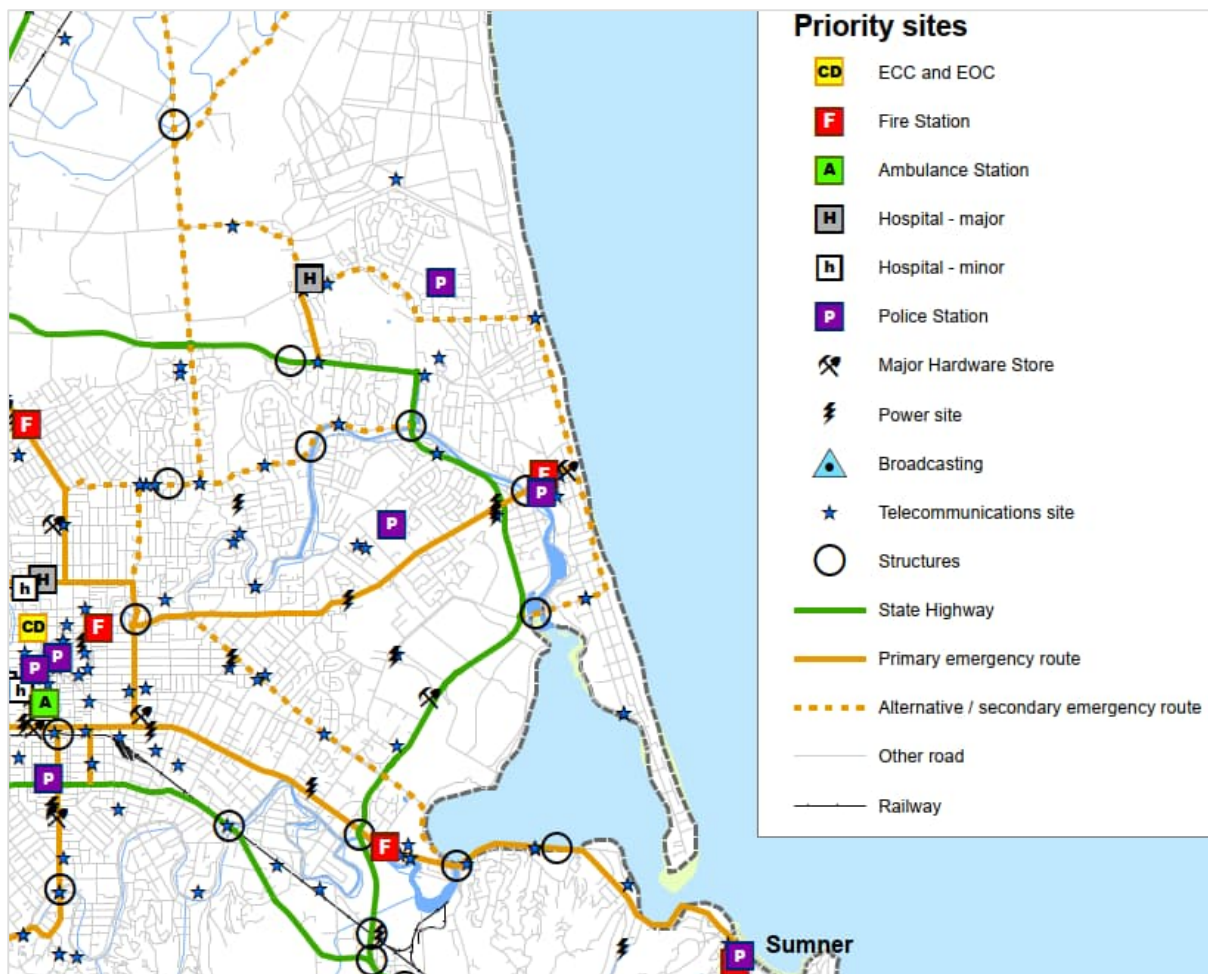 Priority sites
CD ECC and EOC
F Fire Station
A Ambulance Station
H Hospital - major
h Hospital - minor
P Police Station
Major Hardware Store
Power site
Broadcasting
Telecommunications site
Structures
State Highway
Primary emergency route
Alternative / secondary emergency route
Other road
Railway
H
P
F
F
P
P
H
h
CD
F
P
P
h
A
P
F
Sumner
P